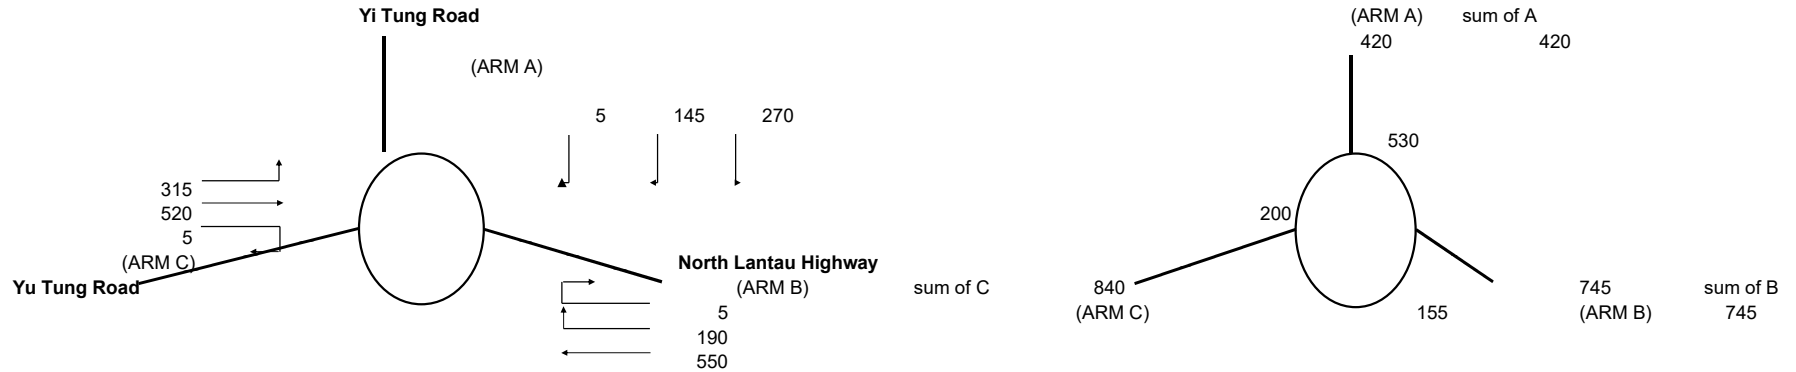 Yi Tung Road
(ARM A)
5 145 270
315
520
5
(ARM C)
Yu Tung Road
North Lantau Highway
(ARM B)
5
190
550
(ARM A) sum of A
420 420
530
200
sum of C 840 745 sum of B
(ARM C) 155 (ARM B) 745